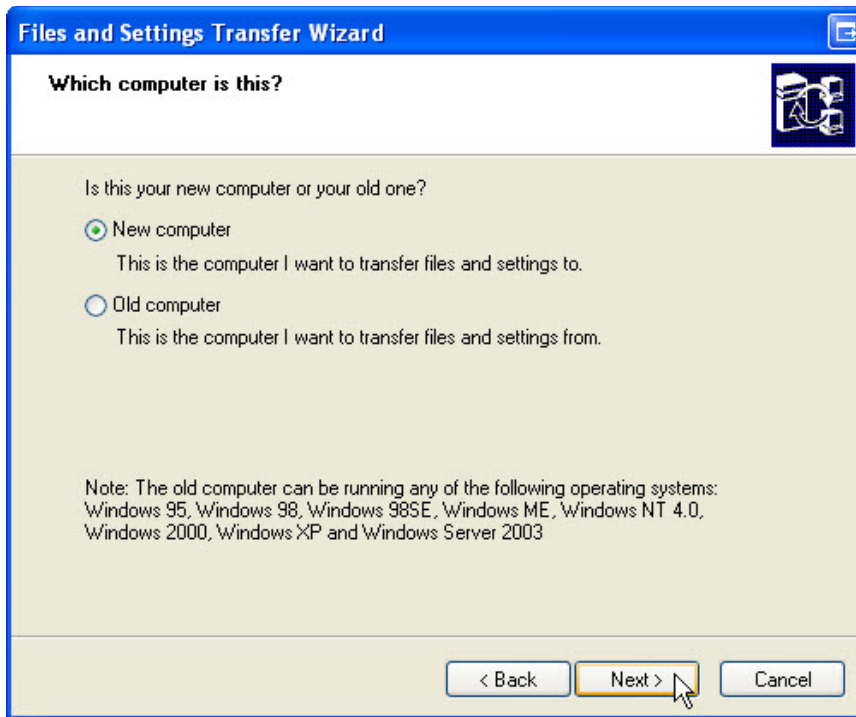 Files and Settings Transfer Wizard
Which computer is this?
Is this your new computer or your old one?
New computer
This is the computer I want to transfer files and settings to.
Old computer
This is the computer I want to transfer files and settings from.
Note: The old computer can be running any of the following operating systems:
Windows 95, Windows 98, Windows 98SE, Windows ME, Windows NT 4.0,
Windows 2000, Windows XP and Windows Server 2003
< Back Next > Cancel